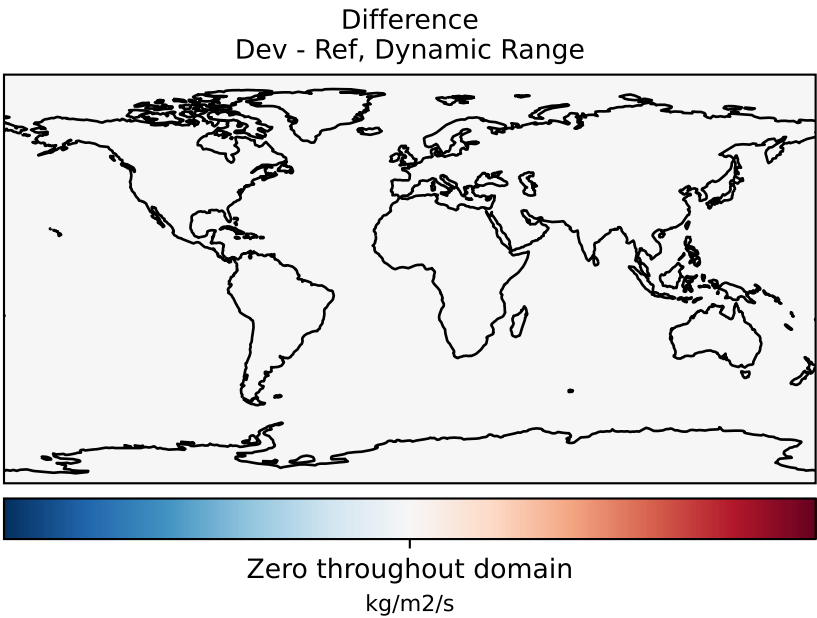 Difference
Dev - Ref, Dynamic Range
Zero throughout domain
kg/m2/s